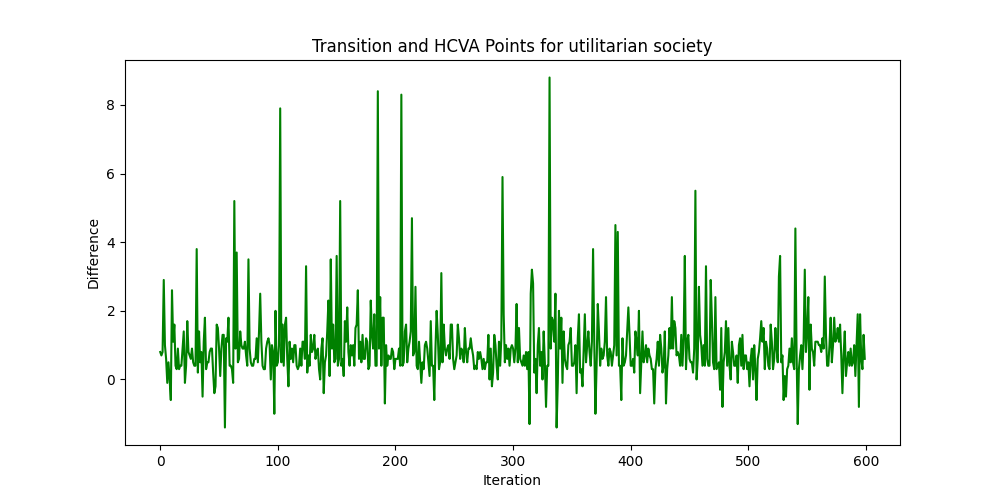 Transition and HCVA Points for utilitarian society
8
6
4
2
0
Difference
0 100 200 300 400 500 600
Iteration